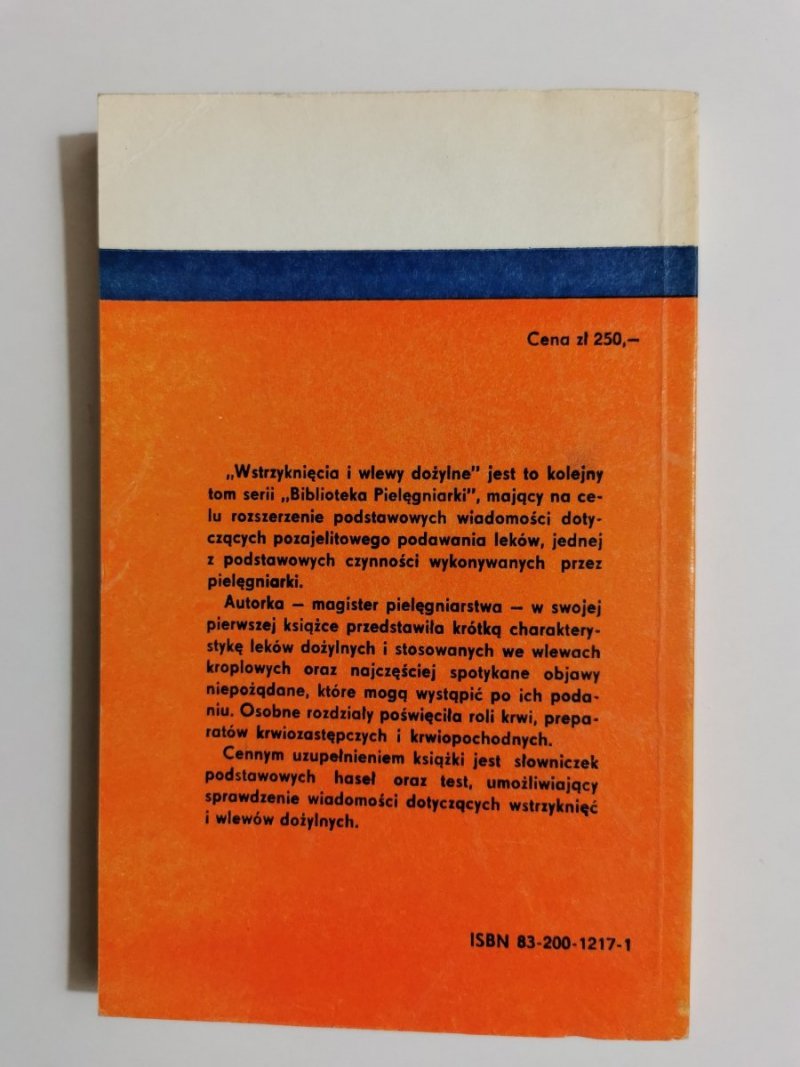 Cena zł 250,—
„Wstrzyknięcia i wlewy dożylne” jest to kolejny
tom serii „Biblioteka Pielęgniarki”, mający na ce-
lu rozszerzenie podstawowych wiadomości doty-
czących pozajelitowego podawania leków, jednej
z podstawowych czynności wykonywanych przez
pielęgniarki.
Autorka — magister pielęgniarstwa — w swojej
pierwszej książce przedstawiła krótką charaktery-
stykę leków dożylnych i stosowanych we wlewach
kroplowych oraz najczęściej spotykane objawy
niepożądane, które mogą wystąpić po ich poda-
niu. Osobne rozdziały poświęciła roli krwi, prepa-
ratów krwiozastępczych i krwiopochodnych.
Cennym uzupełnieniem książki jest słowniczek
podstawowych haseł oraz test, umożliwiający
sprawdzenie wiadomości dotyczących wstrzyknięć
i wlewów dożylnych.
ISBN 83-200-1217-1